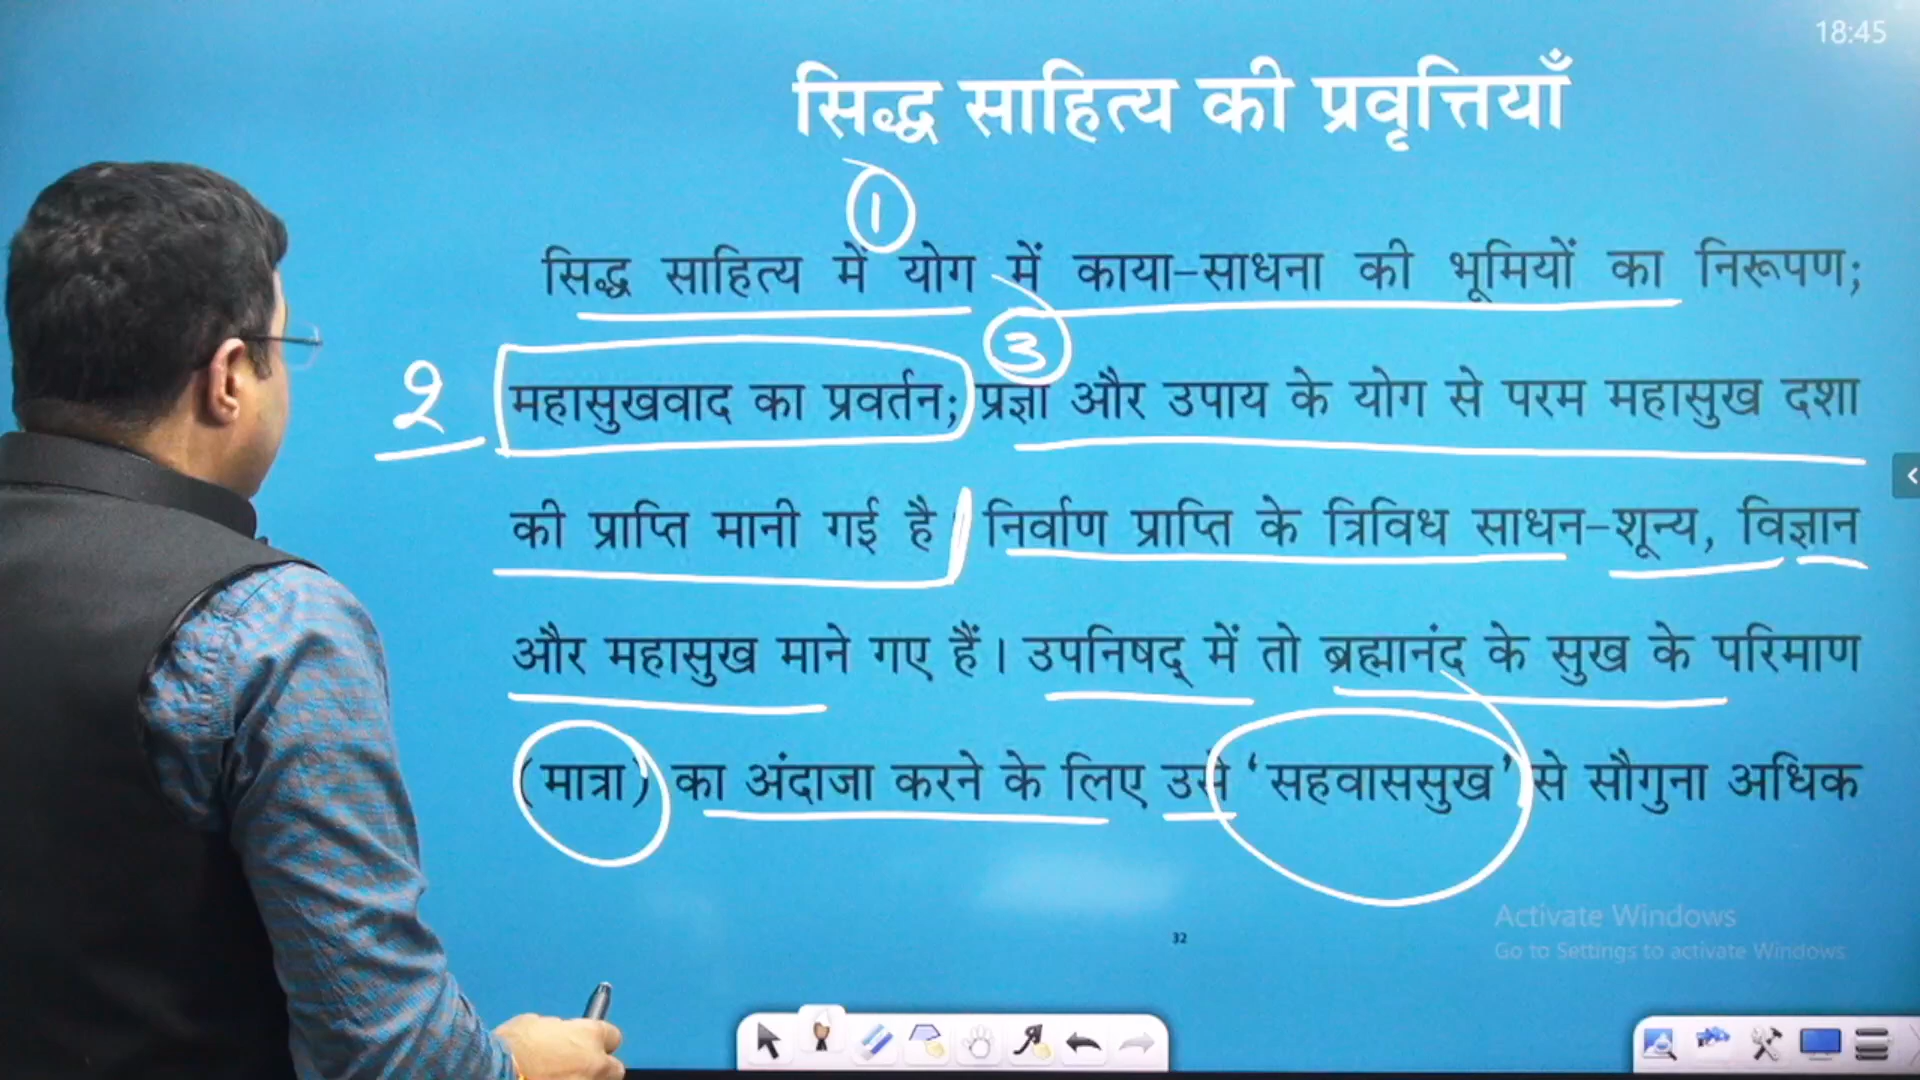 18:45
सिद्ध साहित्य की प्रवृत्तियाँ
①
सिद्ध साहित्य में योग में काया-साधना की भूमियों का निरूपण;
③
२ महासुखवाद का प्रवर्तन; प्रज्ञा और उपाय के योग से परम महासुख दशा
की प्राप्ति मानी गई है निर्वाण प्राप्ति के त्रिविध साधन-शून्य, विज्ञान
और महासुख माने गए हैं। उपनिषद् में तो ब्रह्मानंद के सुख के परिमाण
(मात्रा) का अंदाजा करने के लिए उसे ‘सहवाससुख’ से सौगुना अधिक
32
Activate Windows
Go to Settings to activate Windows